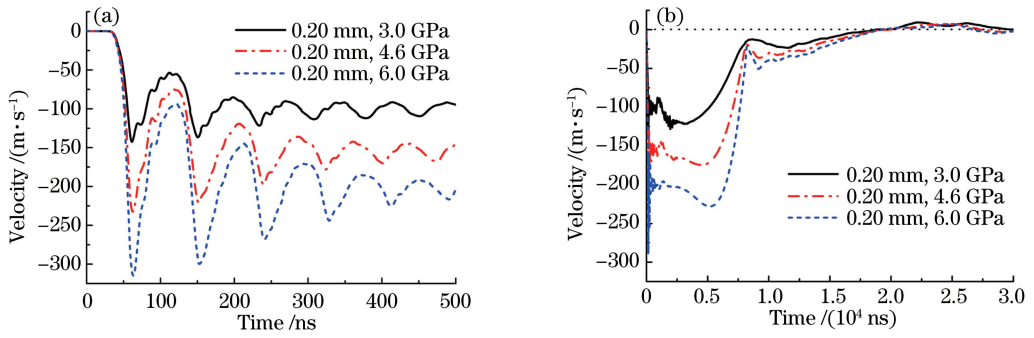 (a)
0.20 mm, 3.0 GPa
0.20 mm, 4.6 GPa
0.20 mm, 6.0 GPa
0
−50
−100
−150
−200
−250
−300
Velocity /(m·s⁻¹)
0 100 200 300 400 500
Time /ns
(b)
0
−50
−100
−150
−200
−250
−300
Velocity /(m·s⁻¹)
0.20 mm, 3.0 GPa
0.20 mm, 4.6 GPa
0.20 mm, 6.0 GPa
0 0.5 1.0 1.5 2.0 2.5 3.0
Time /(10⁴ ns)